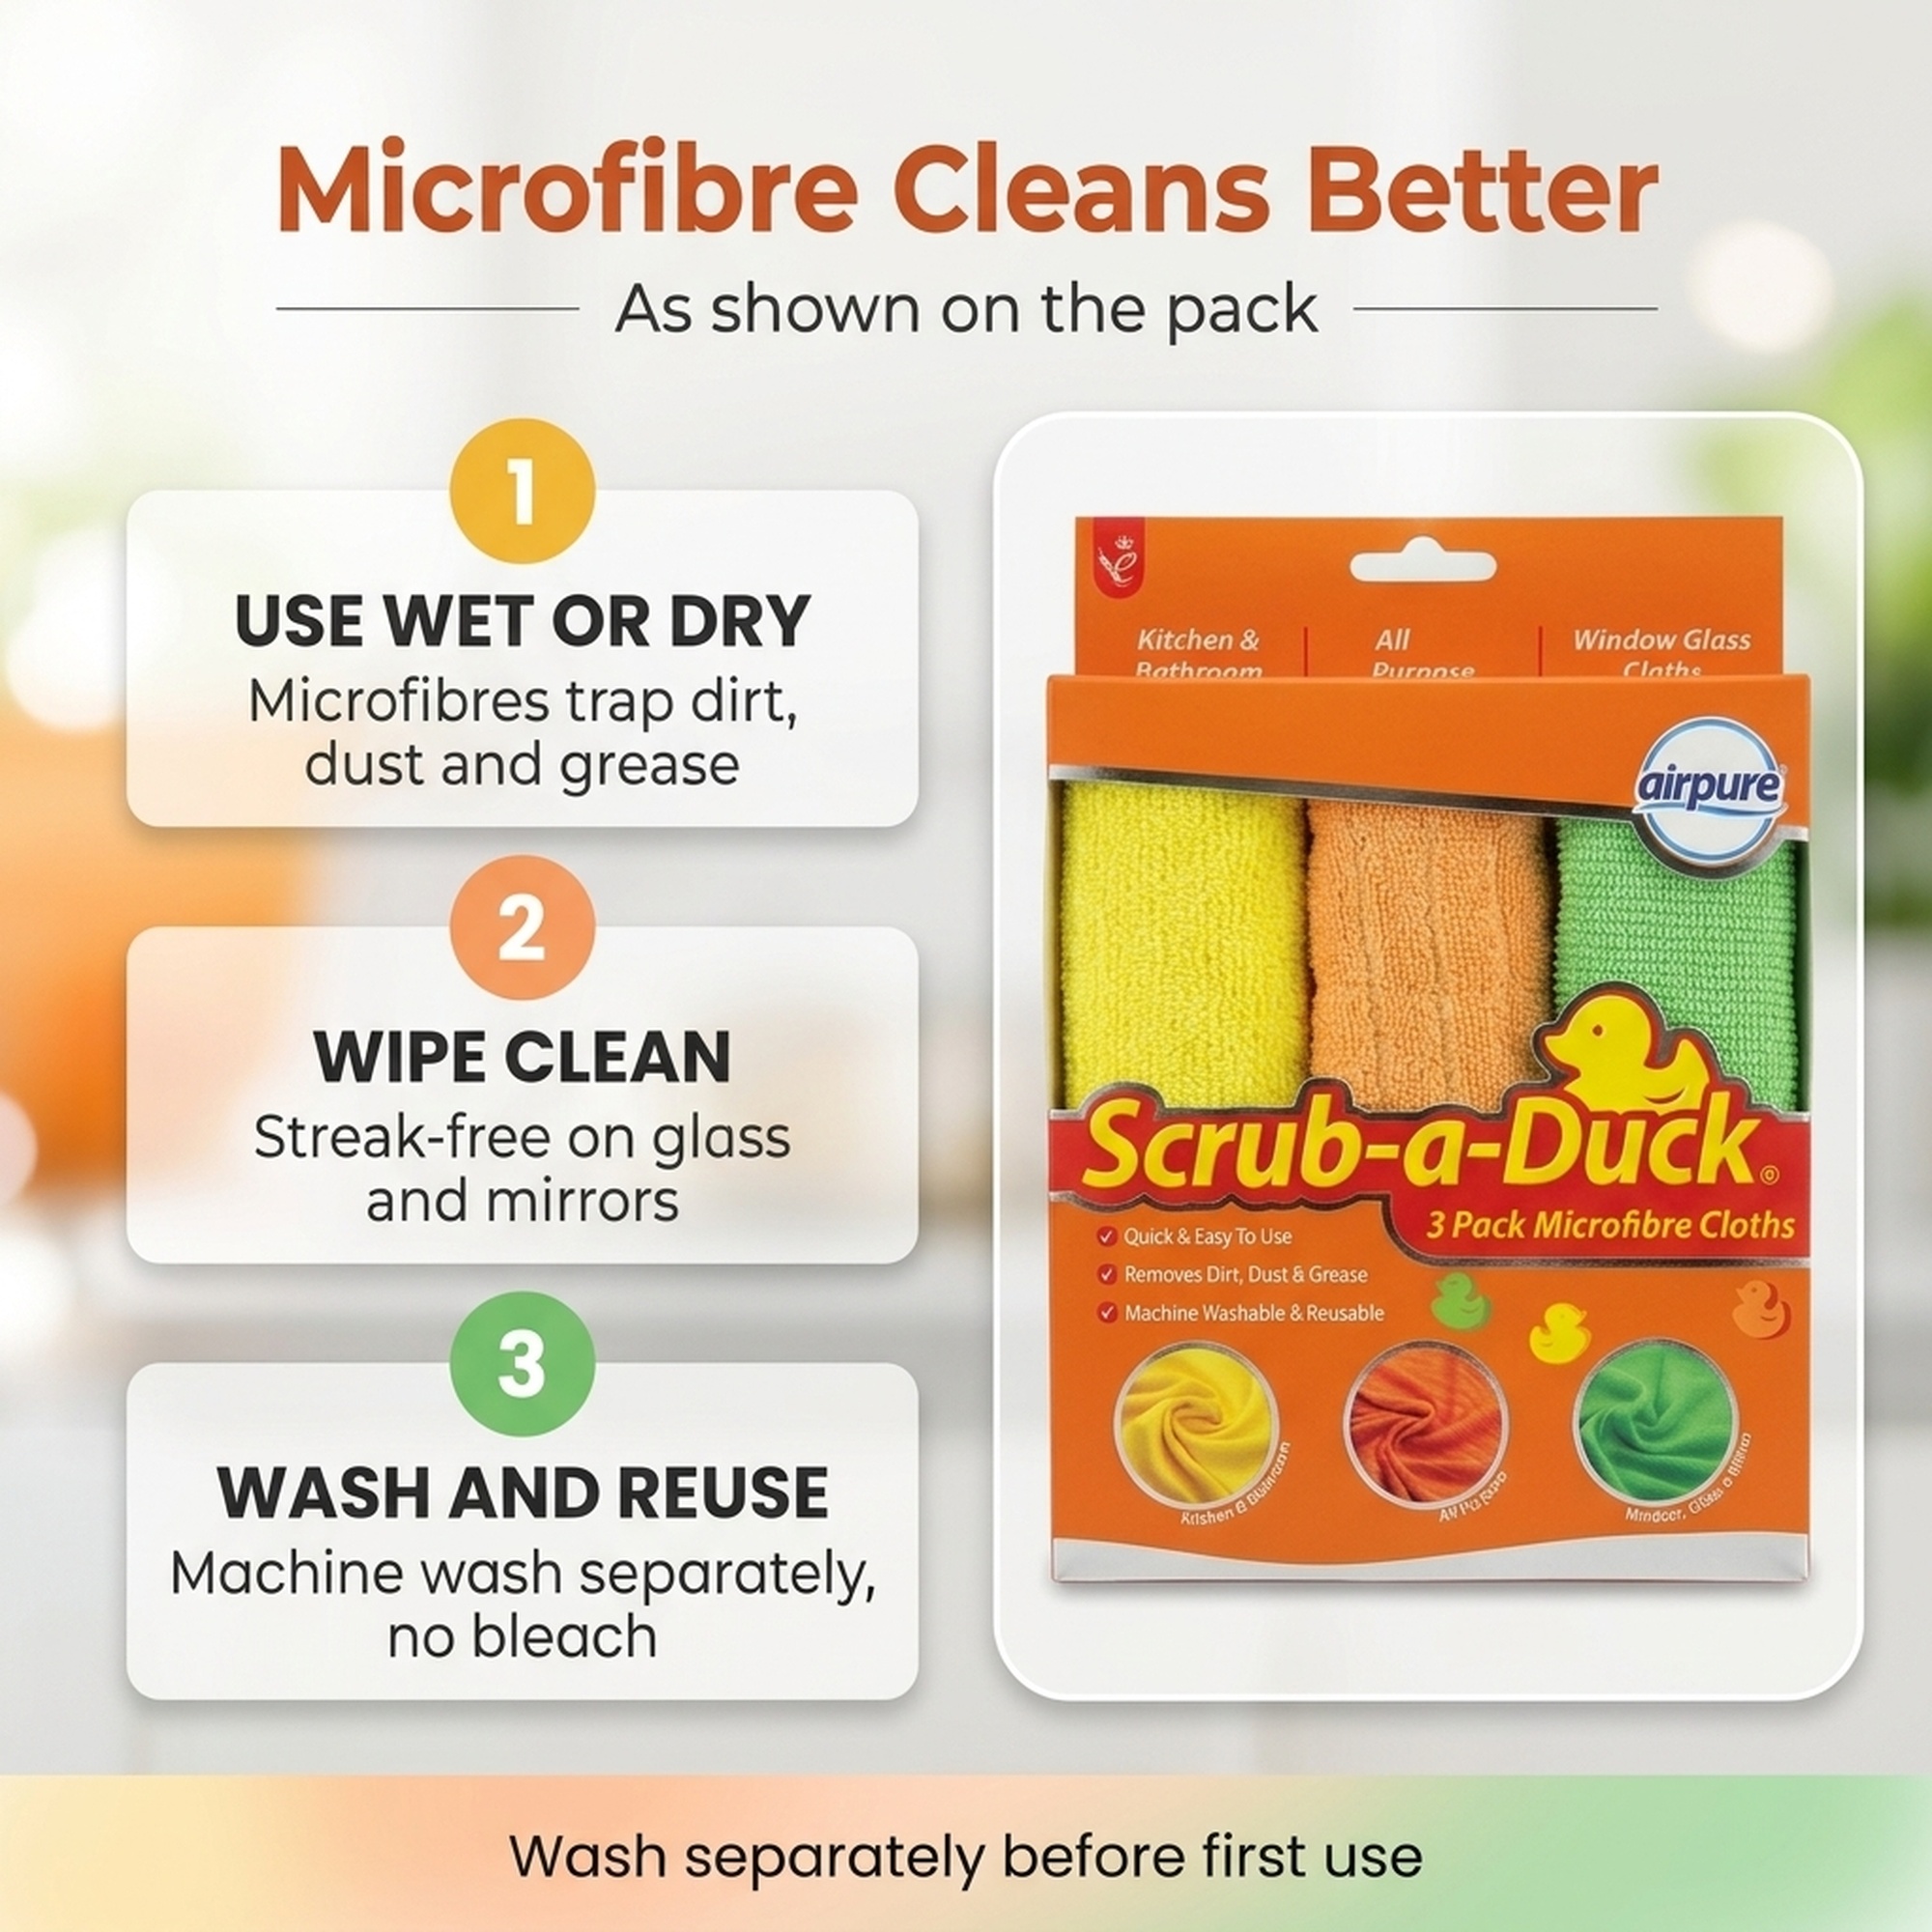 Microfibre Cleans Better
As shown on the pack
1
USE WET OR DRY
Microfibres trap dirt,
dust and grease
2
WIPE CLEAN
Streak-free on glass
and mirrors
3
WASH AND REUSE
Machine wash separately,
no bleach
Kitchen &
Bathroom
All
Purpose
Window Glass
Cloths
airpure
Scrub-a-Duck
3 Pack Microfibre Cloths
Quick & Easy To Use
Removes Dirt, Dust & Grease
Machine Washable & Reusable
Wash separately before first use